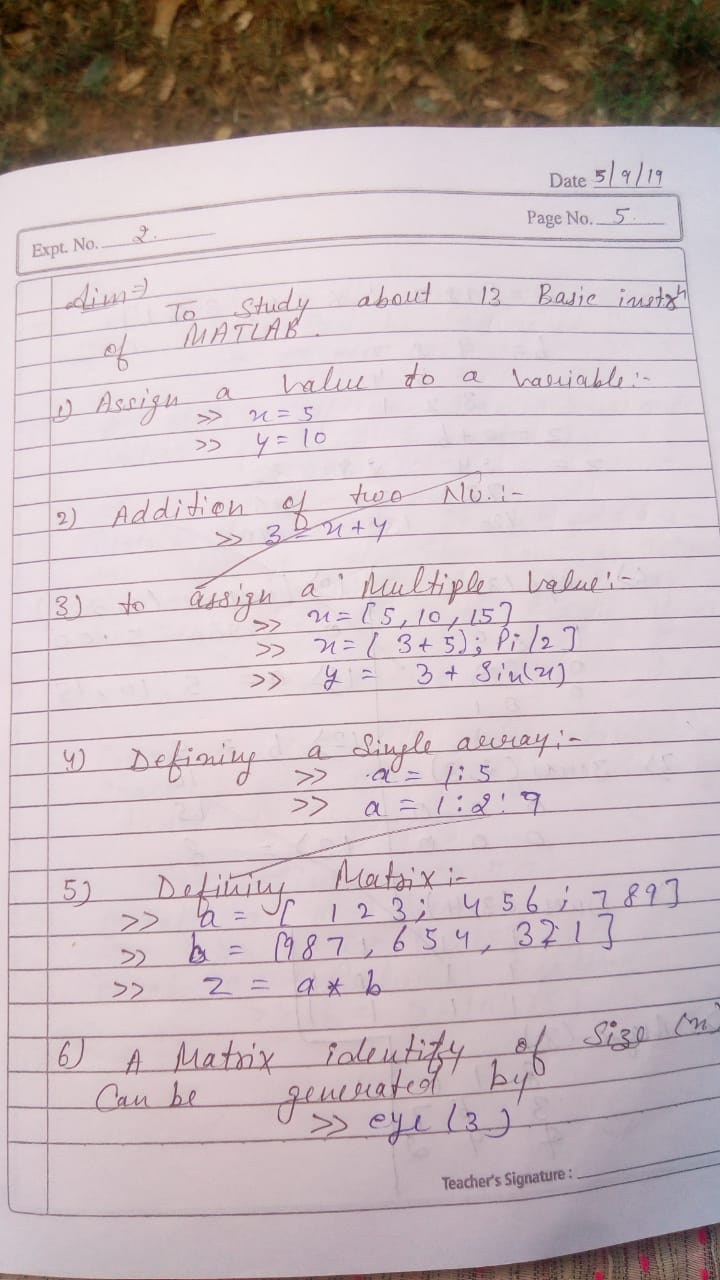 Date 5/9/19
Expt. No. 2.
Page No. 5
Aim⇒
To Study about 13 Basic instrⁿ
of MATLAB.
1) Assign a value to a variable:-
>> x = 5
>> y = 10
2) Addition of two No.:-
>> 3 = x + y
3) to assign a Multiple value:-
>> x = [5, 10, 15]
>> x = [ 3 + 5); Pi/2 ]
>> y = 3 + Sin(x)
4) Defining a Single array:-
>> a = 1:5
>> a = 1:2:9
5) Defining Matrix:-
>> a = [ 1 2 3; 4 5 6; 7 8 9]
>> b = [9 8 7, 6 5 4, 3 2 1]
>> z = a * b
6) A Matrix identify of Size (n)
Can be generated by
>> eye (3)
Teacher's Signature :